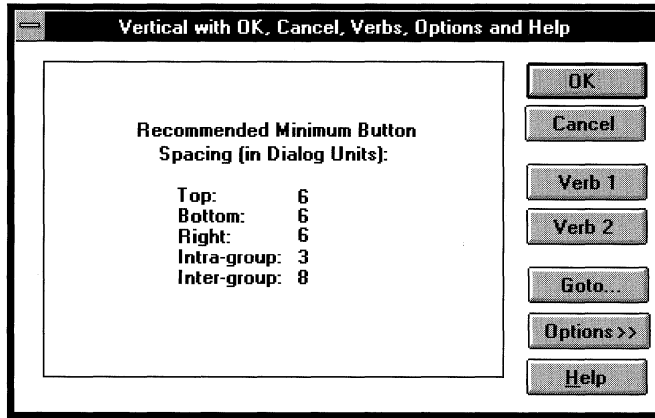 Vertical with OK, Cancel, Verbs, Options and Help
Recommended Minimum Button
Spacing (in Dialog Units):
Top: 6
Bottom: 6
Right: 6
Intra-group: 3
Inter-group: 8
OK
Cancel
Verb 1
Verb 2
Goto...
Options >>
Help